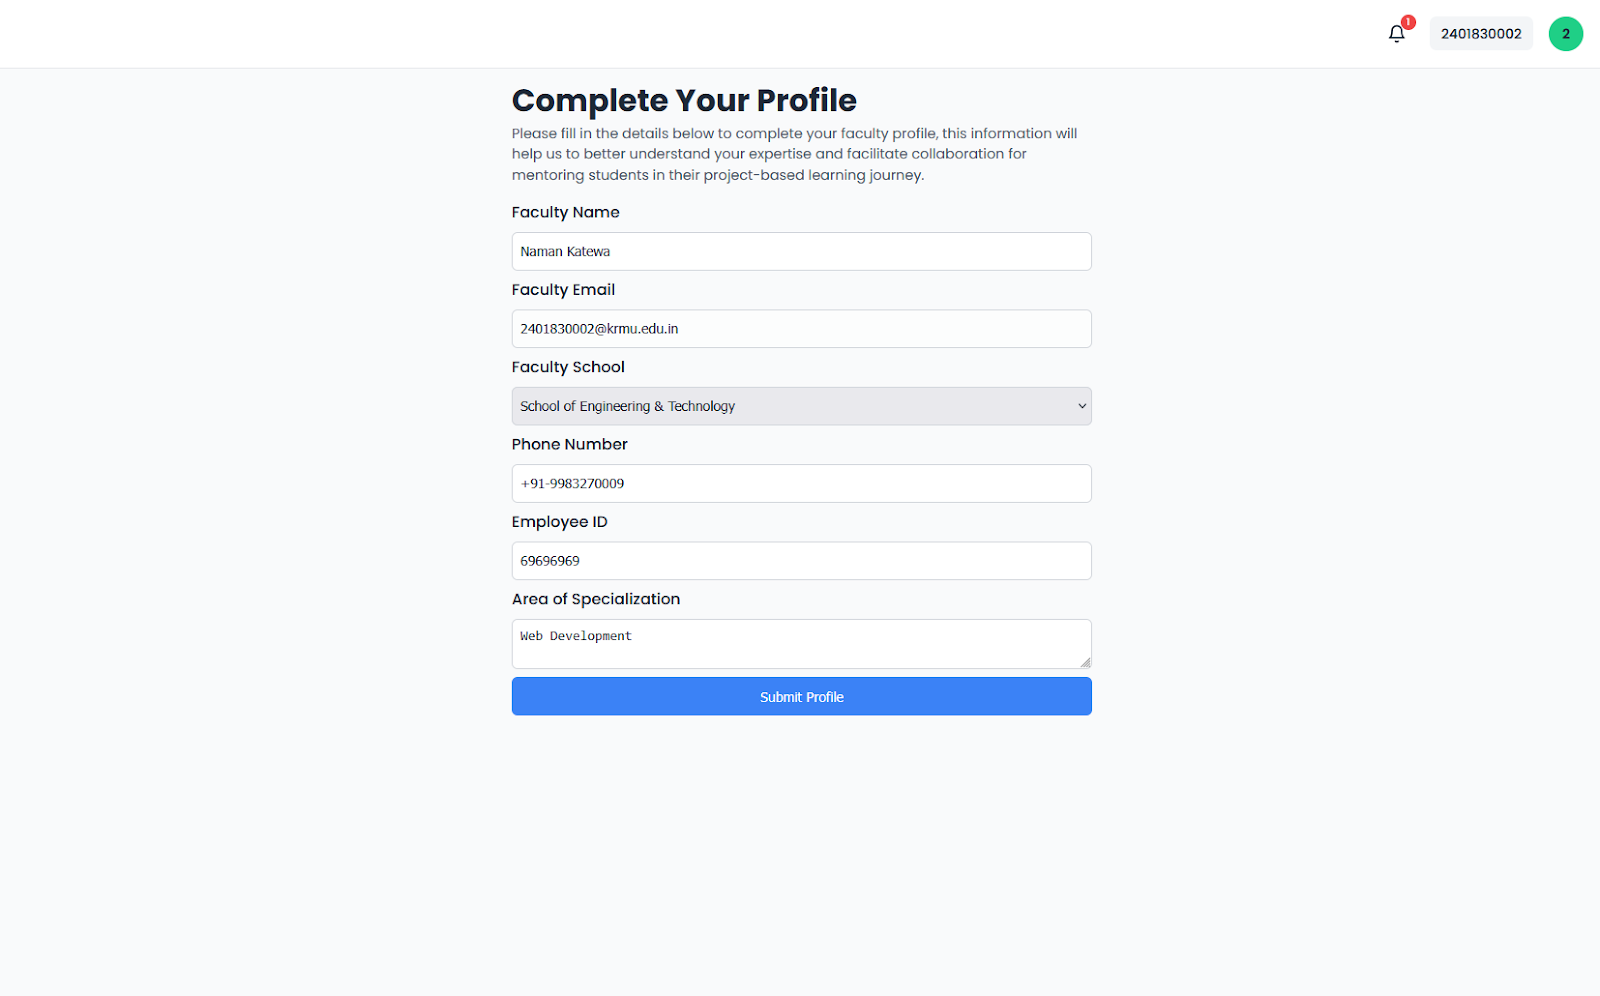 1
2401830002
2
Complete Your Profile
Please fill in the details below to complete your faculty profile, this information will
help us to better understand your expertise and facilitate collaboration for
mentoring students in their project-based learning journey.
Faculty Name
Naman Katewa
Faculty Email
2401830002@krmu.edu.in
Faculty School
School of Engineering & Technology
Phone Number
+91-9983270009
Employee ID
69696969
Area of Specialization
Web Development
Submit Profile